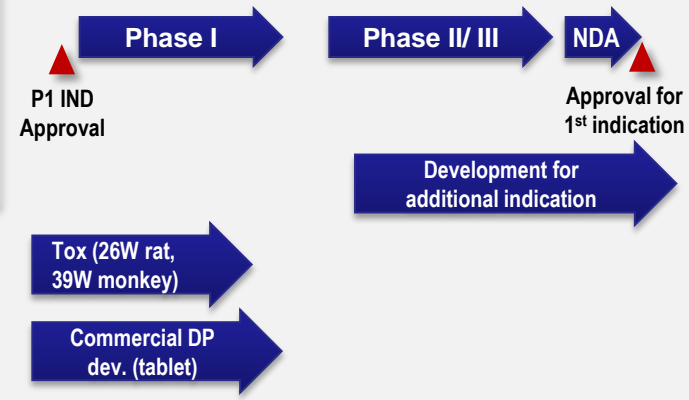 Phase I
Phase II/ III
NDA
P1 IND
Approval
Approval for
1st indication
Development for
additional indication
Tox (26W rat,
39W monkey)
Commercial DP
dev. (tablet)